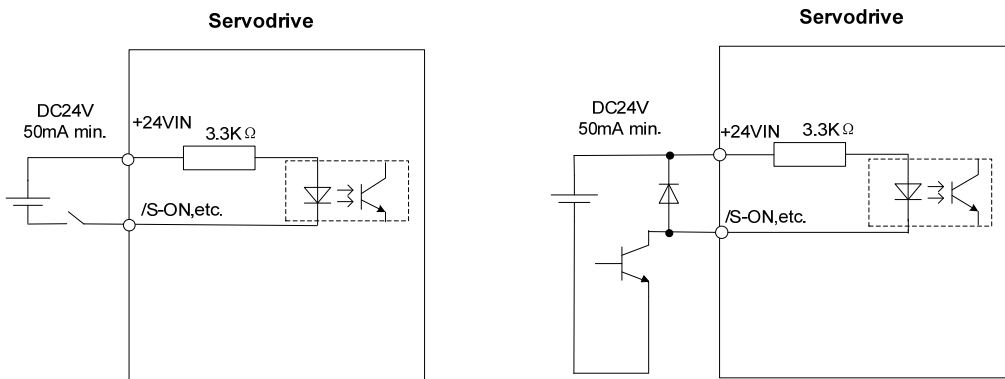 Servodrive
DC24V
50mA min.
+24VIN
3.3KΩ
/S-ON,etc.
Servodrive
DC24V
50mA min.
+24VIN
3.3KΩ
/S-ON,etc.